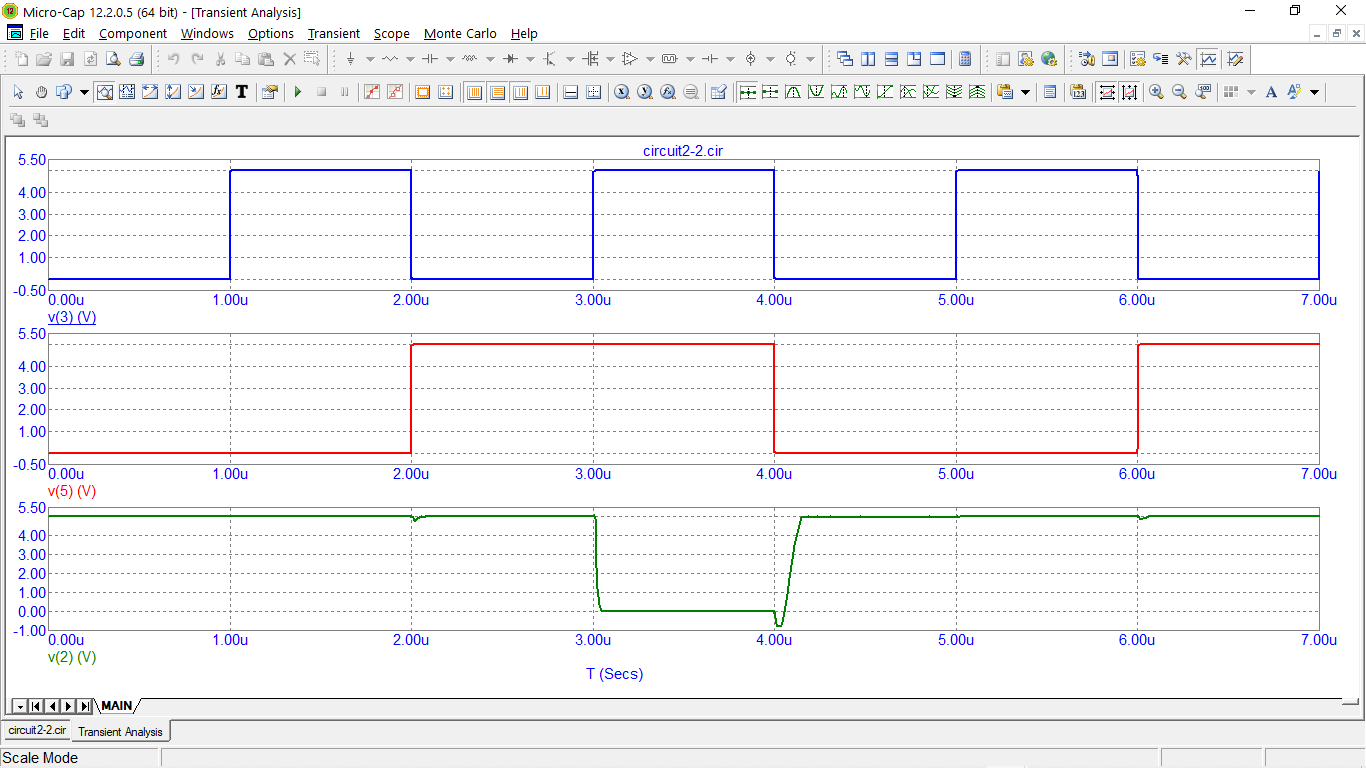 Micro-Cap 12.2.0.5 (64 bit) - [Transient Analysis]
File Edit Component Windows Options Transient Scope Monte Carlo Help
circuit2-2.cir
5.50
4.00
3.00
2.00
1.00
-0.50
0.00u 1.00u 2.00u 3.00u 4.00u 5.00u 6.00u 7.00u
v(3) (V)
5.50
4.00
3.00
2.00
1.00
-0.50
0.00u 1.00u 2.00u 3.00u 4.00u 5.00u 6.00u 7.00u
v(5) (V)
5.50
4.00
3.00
2.00
1.00
0.00
-1.00
0.00u 1.00u 2.00u 3.00u 4.00u 5.00u 6.00u 7.00u
v(2) (V)
T (Secs)
MAIN
circuit2-2.cir Transient Analysis
Scale Mode